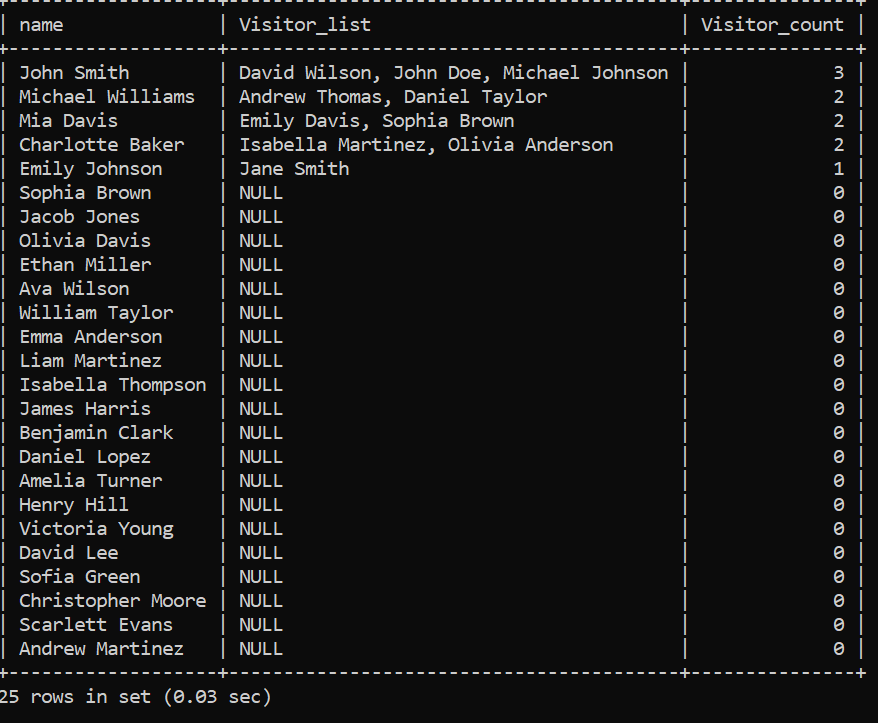 +--------------------+------------------------------------------+---------------+
| name               | Visitor_list                             | Visitor_count |
+--------------------+------------------------------------------+---------------+
| John Smith         | David Wilson, John Doe, Michael Johnson  |             3 |
| Michael Williams   | Andrew Thomas, Daniel Taylor             |             2 |
| Mia Davis          | Emily Davis, Sophia Brown                |             2 |
| Charlotte Baker    | Isabella Martinez, Olivia Anderson       |             2 |
| Emily Johnson      | Jane Smith                               |             1 |
| Sophia Brown       | NULL                                     |             0 |
| Jacob Jones        | NULL                                     |             0 |
| Olivia Davis       | NULL                                     |             0 |
| Ethan Miller       | NULL                                     |             0 |
| Ava Wilson         | NULL                                     |             0 |
| William Taylor     | NULL                                     |             0 |
| Emma Anderson      | NULL                                     |             0 |
| Liam Martinez      | NULL                                     |             0 |
| Isabella Thompson  | NULL                                     |             0 |
| James Harris       | NULL                                     |             0 |
| Benjamin Clark     | NULL                                     |             0 |
| Daniel Lopez       | NULL                                     |             0 |
| Amelia Turner      | NULL                                     |             0 |
| Henry Hill         | NULL                                     |             0 |
| Victoria Young     | NULL                                     |             0 |
| David Lee          | NULL                                     |             0 |
| Sofia Green        | NULL                                     |             0 |
| Christopher Moore  | NULL                                     |             0 |
| Scarlett Evans     | NULL                                     |             0 |
| Andrew Martinez    | NULL                                     |             0 |
+--------------------+------------------------------------------+---------------+
25 rows in set (0.03 sec)